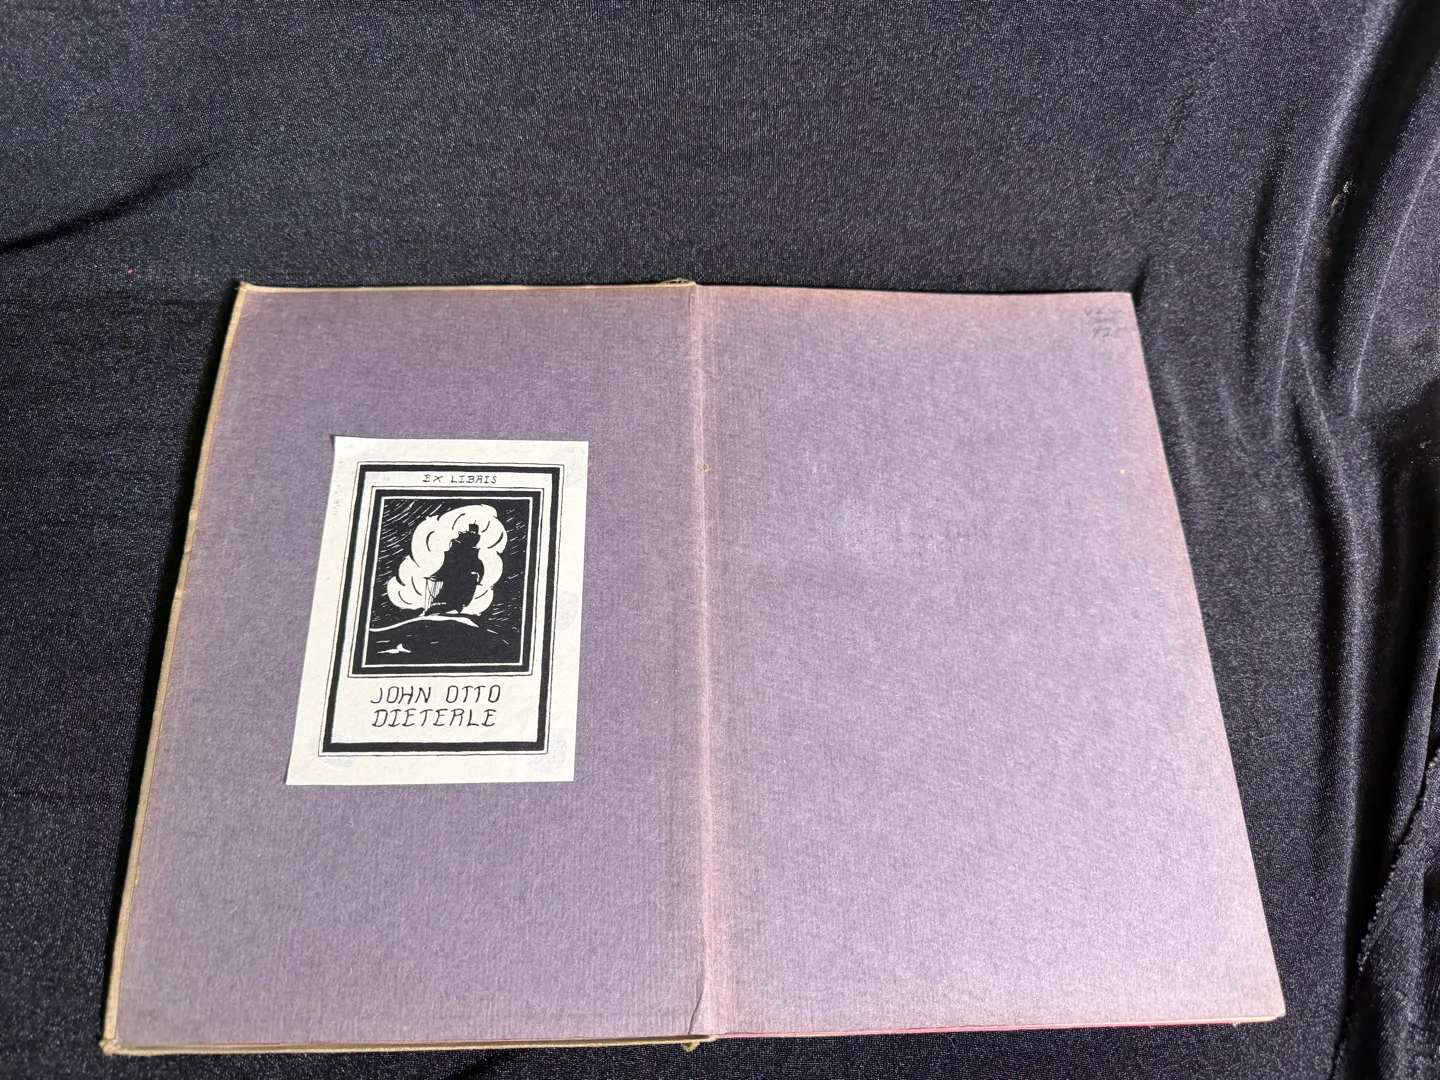 EX LIBRIS
JOHN OTTO
DIETERLE